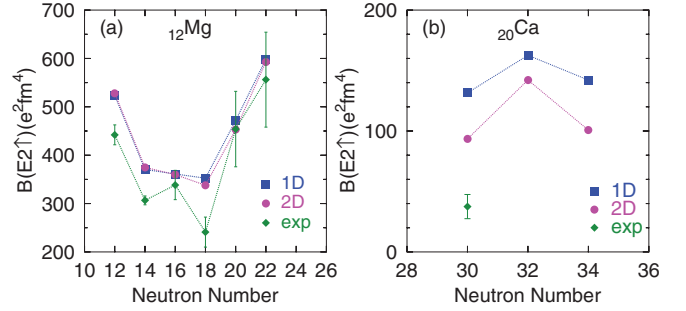 (a) ₁₂Mg
B(E2↑)(e²fm⁴)
700
600
500
400
300
200
1D
2D
exp
10 12 14 16 18 20 22 24 26
Neutron Number
(b) ₂₀Ca
B(E2↑)(e²fm⁴)
200
100
0
1D
2D
exp
28 30 32 34 36
Neutron Number